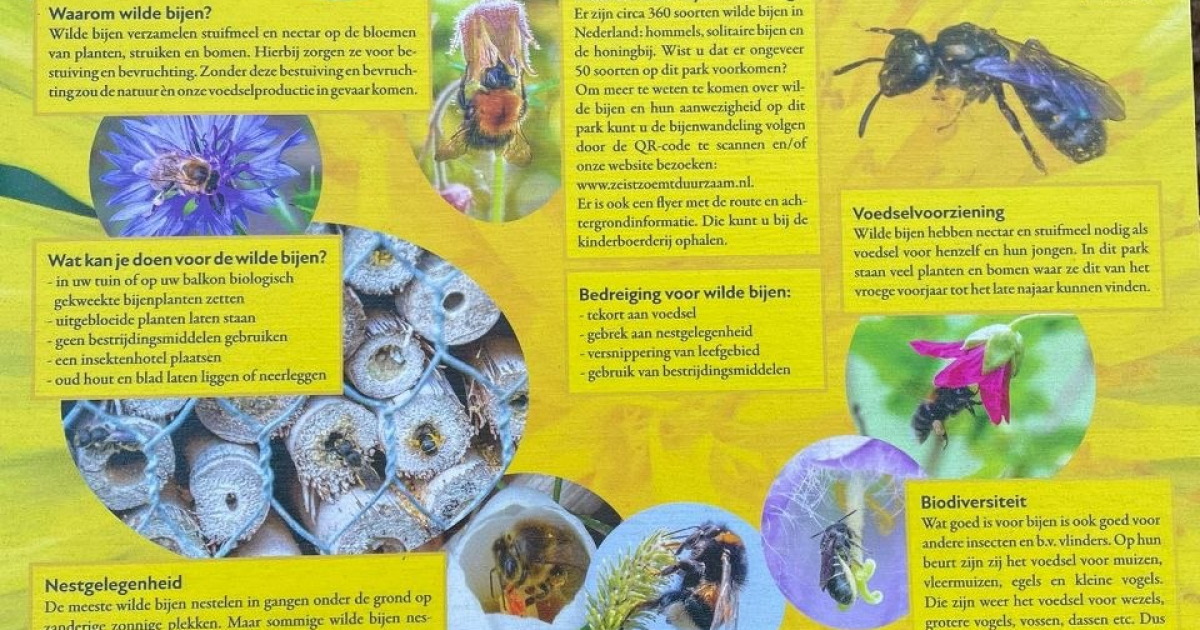 Waarom wilde bijen?
Wilde bijen verzamelen stuifmeel en nectar op de bloemen
van planten, struiken en bomen. Hierbij zorgen ze voor be-
stuiving en bevruchting. Zonder deze bestuiving en bevruch-
ting zou de natuur èn onze voedselproductie in gevaar komen.
Er zijn circa 360 soorten wilde bijen in
Nederland: hommels, solitaire bijen en
de honingbij. Wist u dat er ongeveer
50 soorten op dit park voorkomen?
Om meer te weten te komen over wil-
de bijen en hun aanwezigheid op dit
park kunt u de bijenwandeling volgen
door de QR-code te scannen en/of
onze website bezoeken:
www.zeistzoemtduurzaam.nl.
Er is ook een flyer met de route en ach-
tergrondinformatie. Die kunt u bij de
kinderboerderij ophalen.
Voedselvoorziening
Wilde bijen hebben nectar en stuifmeel nodig als
voedsel voor henzelf en hun jongen. In dit park
staan veel planten en bomen waar ze dit van het
vroege voorjaar tot het late najaar kunnen vinden.
Wat kan je doen voor de wilde bijen?
- in uw tuin of op uw balkon biologisch
gekweekte bijenplanten zetten
- uitgebloeide planten laten staan
- geen bestrijdingsmiddelen gebruiken
- een insektenhotel plaatsen
- oud hout en blad laten liggen of neerleggen
Bedreiging voor wilde bijen:
- tekort aan voedsel
- gebrek aan nestgelegenheid
- versnippering van leefgebied
- gebruik van bestrijdingsmiddelen
Biodiversiteit
Wat goed is voor bijen is ook goed voor
andere insecten en b.v. vlinders. Op hun
beurt zijn zij het voedsel voor muizen,
vleermuizen, egels en kleine vogels.
Die zijn weer het voedsel voor wezels,
grotere vogels, vossen, dassen etc. Dus
Nestgelegenheid
De meeste wilde bijen nestelen in gangen onder de grond op
zanderige zonnige plekken. Maar sommige wilde bijen nes-